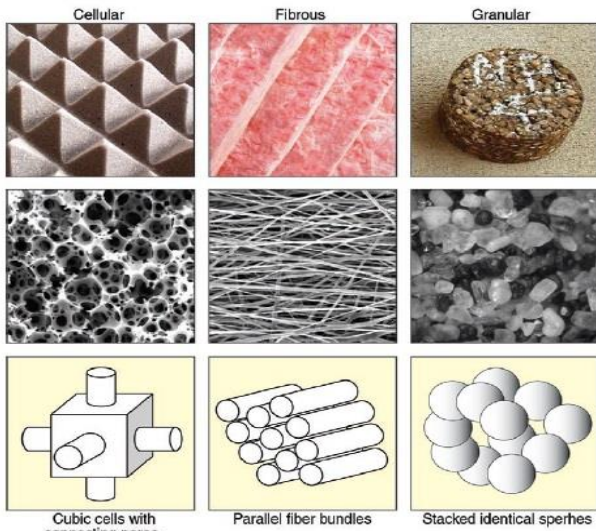 Cellular Fibrous Granular
Cubic cells with Parallel fiber bundles Stacked identical sperhes